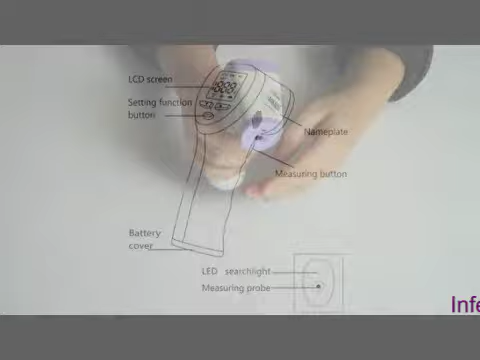 LCD screen
Setting function
button
Nameplate
Measuring button
Battery
cover
LED searchlight
Measuring probe
Infe